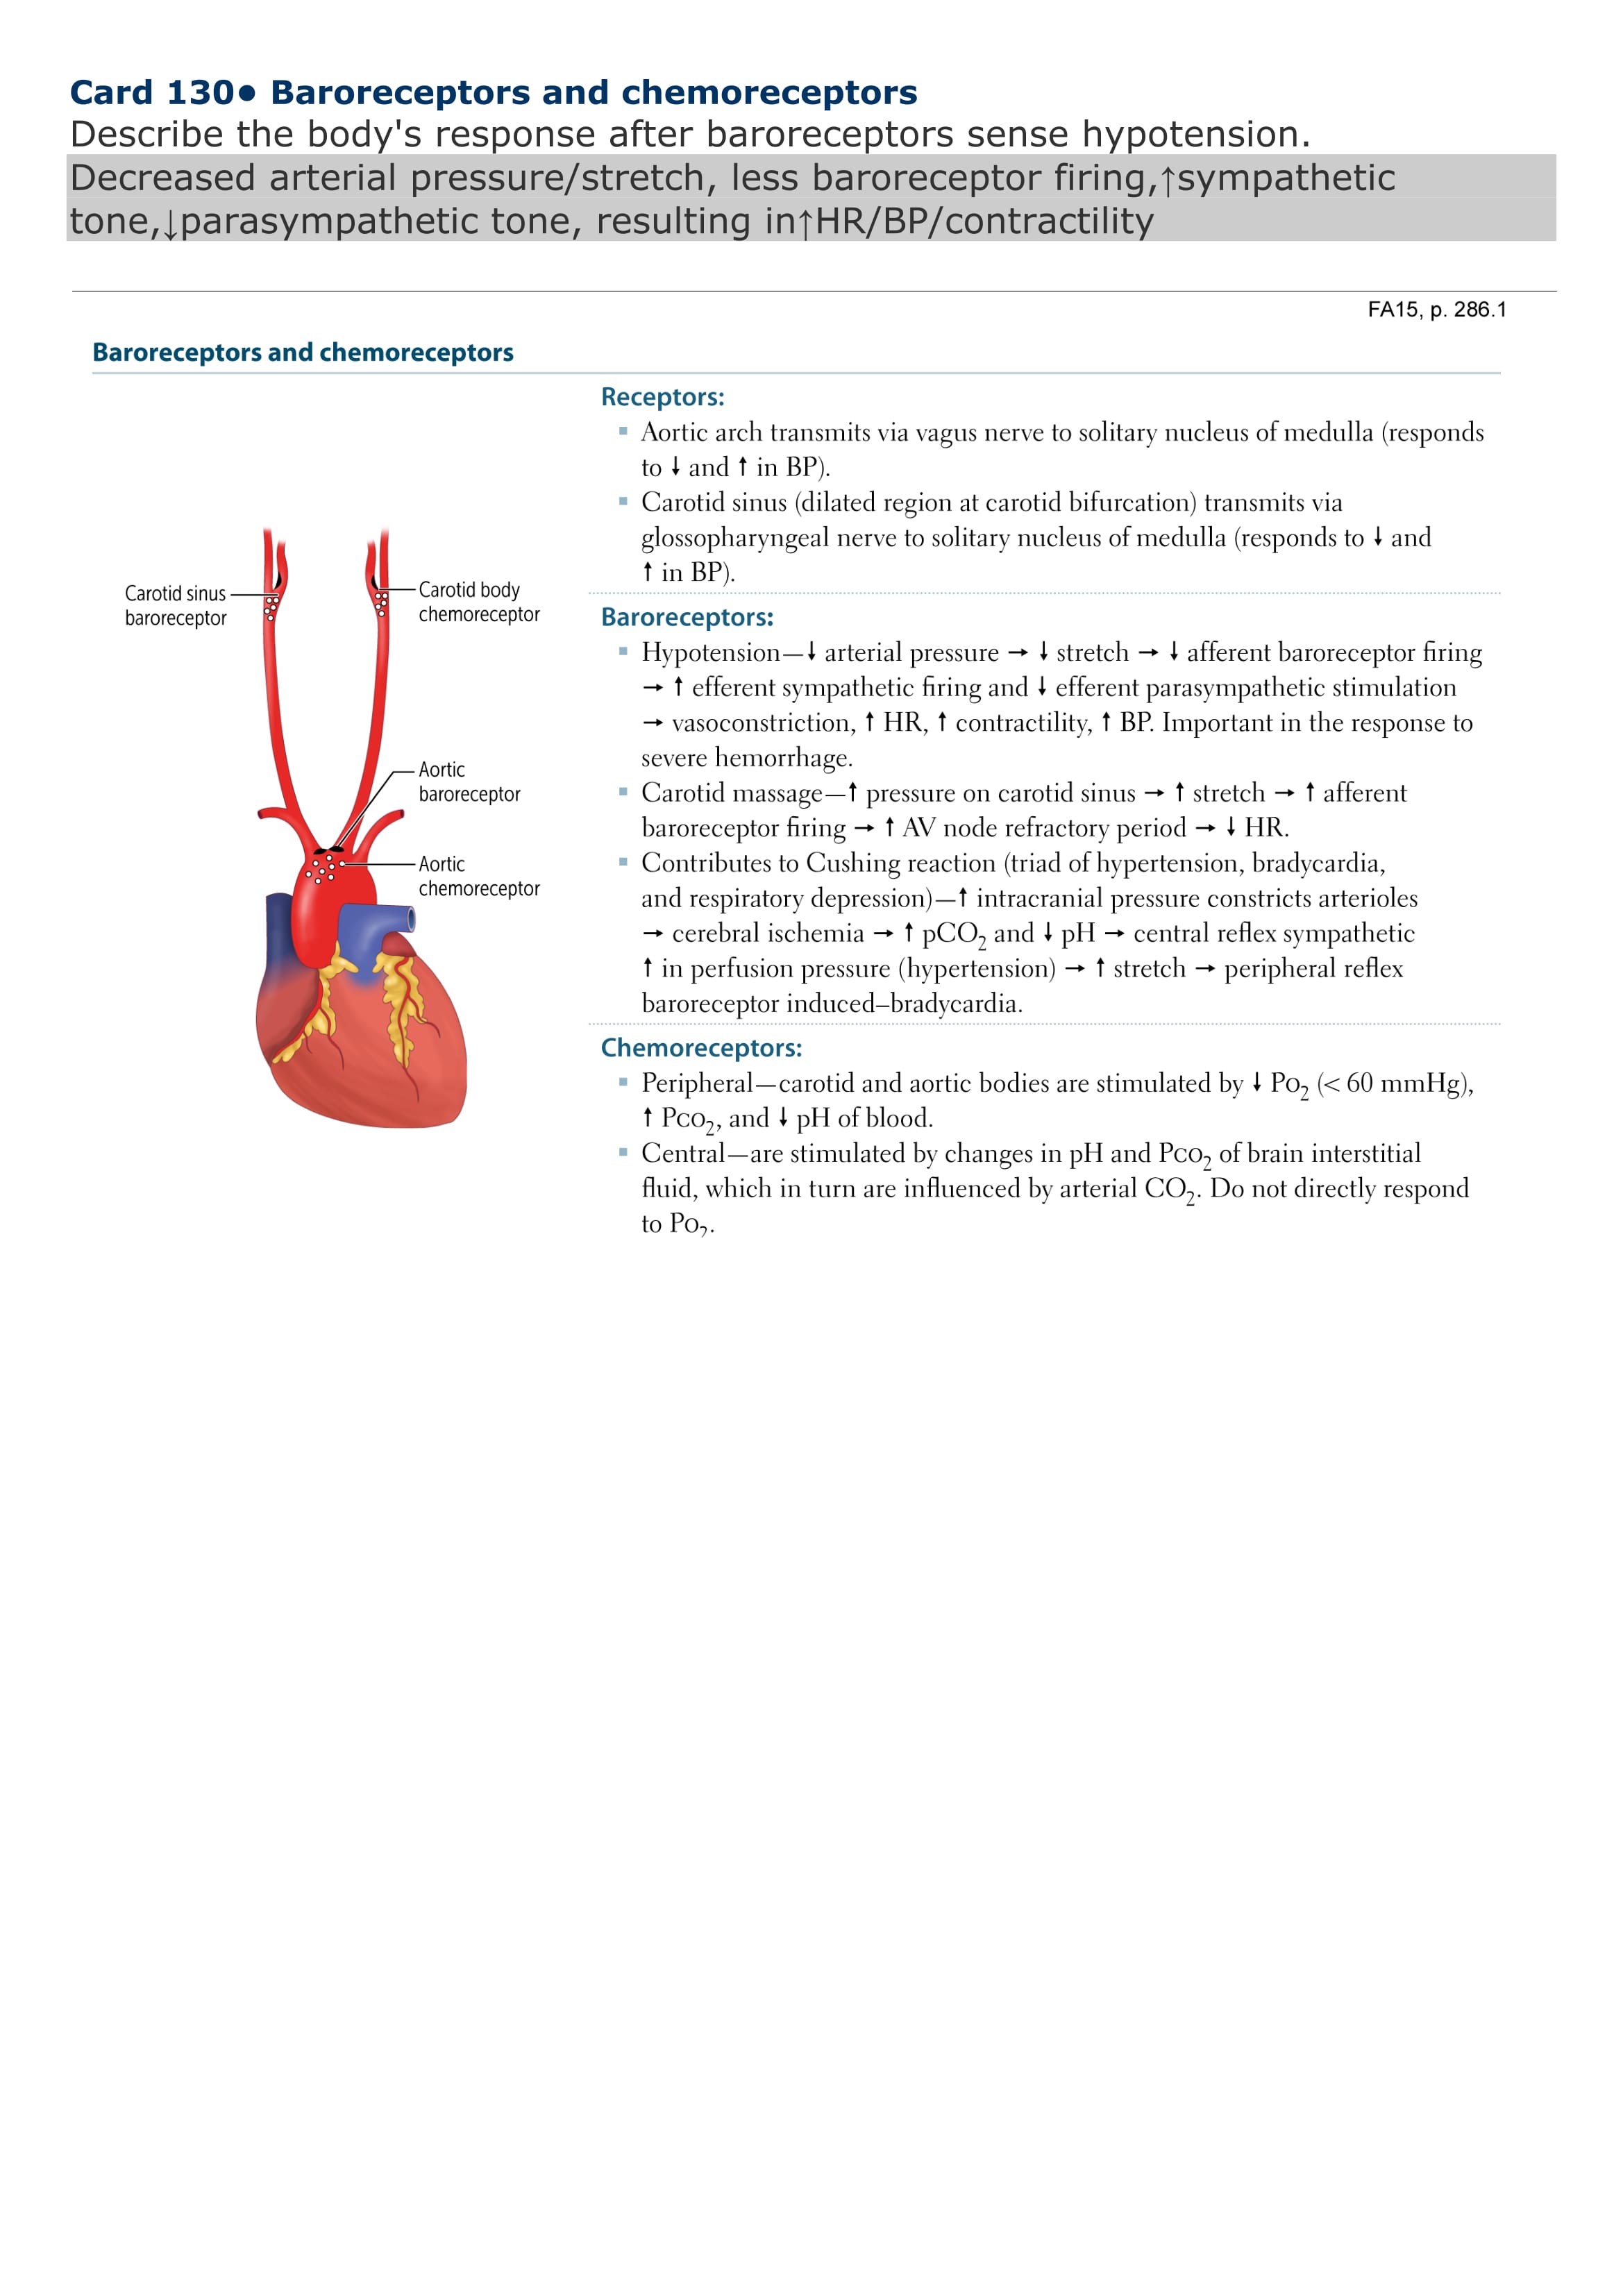 Card 130● Baroreceptors and chemoreceptors
Describe the body's response after baroreceptors sense hypotension.
Decreased arterial pressure/stretch, less baroreceptor firing,↑sympathetic
tone,↓parasympathetic tone, resulting in↑HR/BP/contractility
FA15, p. 286.1
Baroreceptors and chemoreceptors
Carotid sinus
baroreceptor
Carotid body
chemoreceptor
Aortic
baroreceptor
Aortic
chemoreceptor
Receptors:
▪ Aortic arch transmits via vagus nerve to solitary nucleus of medulla (responds
to ↓ and ↑ in BP).
▪ Carotid sinus (dilated region at carotid bifurcation) transmits via
glossopharyngeal nerve to solitary nucleus of medulla (responds to ↓ and
↑ in BP).
Baroreceptors:
▪ Hypotension—↓ arterial pressure → ↓ stretch → ↓ afferent baroreceptor firing
→ ↑ efferent sympathetic firing and ↓ efferent parasympathetic stimulation
→ vasoconstriction, ↑ HR, ↑ contractility, ↑ BP. Important in the response to
severe hemorrhage.
▪ Carotid massage—↑ pressure on carotid sinus → ↑ stretch → ↑ afferent
baroreceptor firing → ↑ AV node refractory period → ↓ HR.
▪ Contributes to Cushing reaction (triad of hypertension, bradycardia,
and respiratory depression)—↑ intracranial pressure constricts arterioles
→ cerebral ischemia → ↑ pCO₂ and ↓ pH → central reflex sympathetic
↑ in perfusion pressure (hypertension) → ↑ stretch → peripheral reflex
baroreceptor induced–bradycardia.
Chemoreceptors:
▪ Peripheral—carotid and aortic bodies are stimulated by ↓ Po₂ (< 60 mmHg),
↑ Pco₂, and ↓ pH of blood.
▪ Central—are stimulated by changes in pH and Pco₂ of brain interstitial
fluid, which in turn are influenced by arterial CO₂. Do not directly respond
to Po₂.